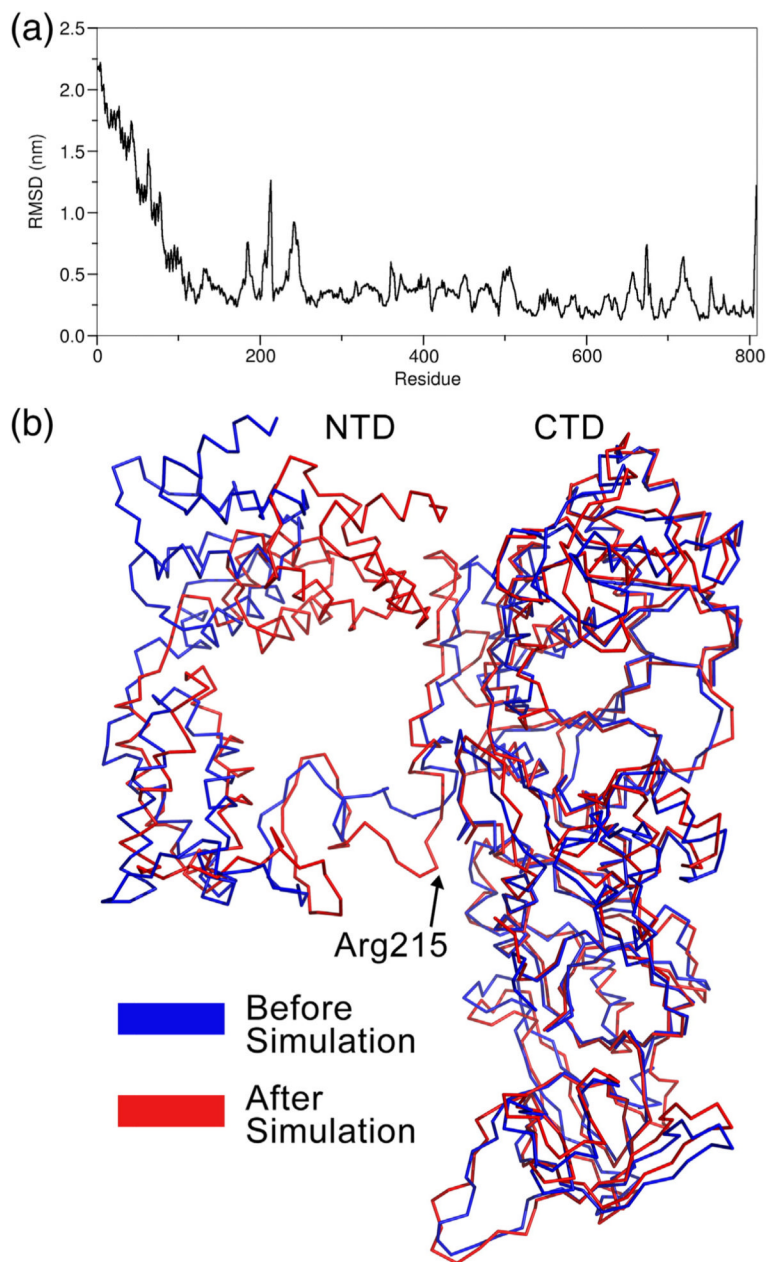 (a)
2.5
2.0
1.5
1.0
0.5
0.0
RMSD (nm)
0 200 400 600 800
Residue
(b)
NTD CTD
Arg215
Before
Simulation
After
Simulation